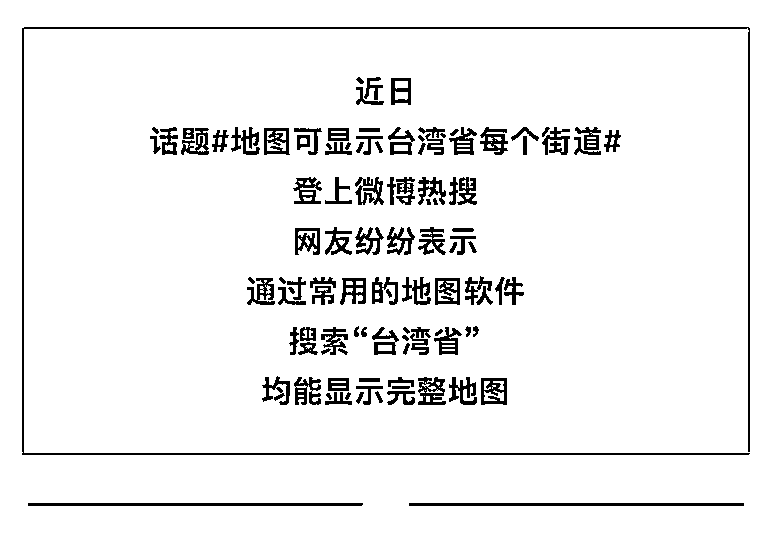 近日
话题#地图可显示台湾省每个街道#
登上微博热搜
网友纷纷表示
通过常用的地图软件
搜索“台湾省”
均能显示完整地图